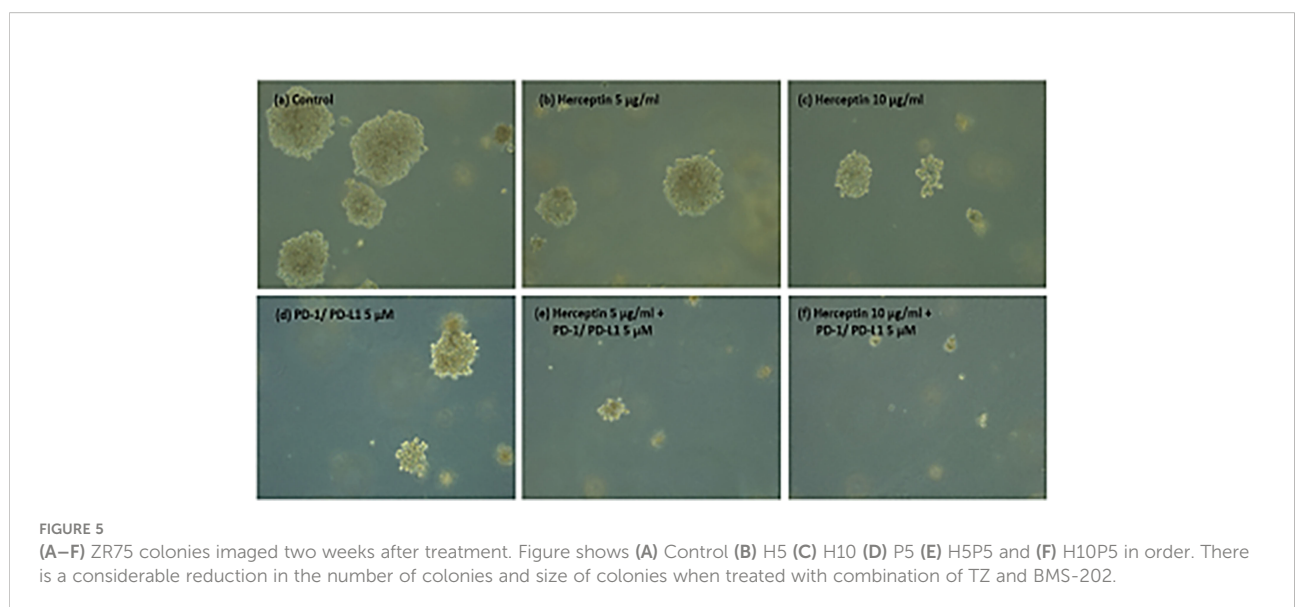 (a) Control
(b) Herceptin 5 µg/ml
(c) Herceptin 10 µg/ml
(d) PD-1/ PD-L1 5 µM
(e) Herceptin 5 µg/ml +
PD-1/ PD-L1 5 µM
(f) Herceptin 10 µg/ml +
PD-1/ PD-L1 5 µM
FIGURE 5
(A–F) ZR75 colonies imaged two weeks after treatment. Figure shows (A) Control (B) H5 (C) H10 (D) P5 (E) H5P5 and (F) H10P5 in order. There
is a considerable reduction in the number of colonies and size of colonies when treated with combination of TZ and BMS-202.